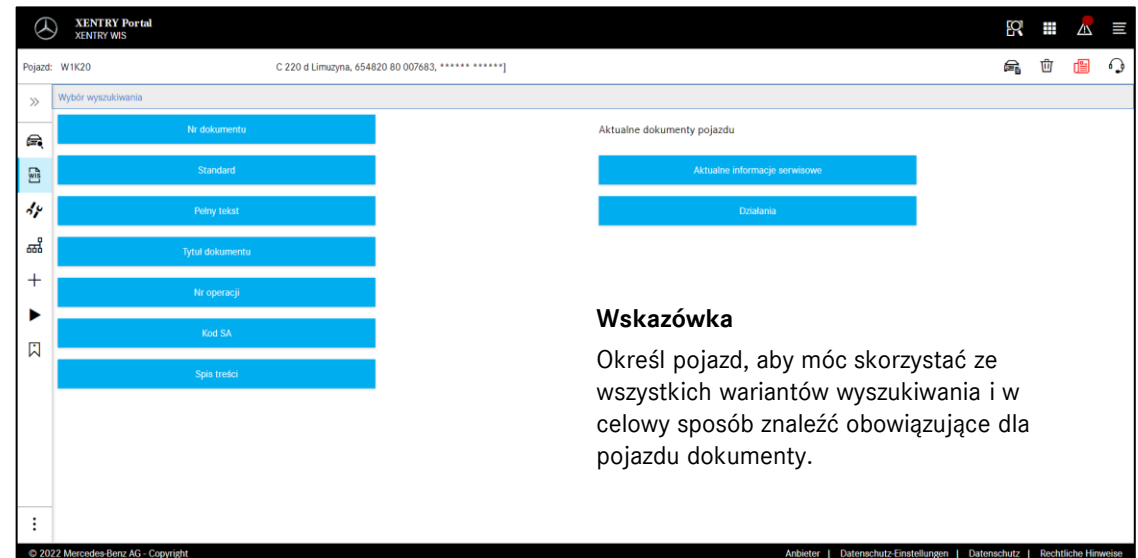 XENTRY Portal
XENTRY WIS
Pojazd: W1K20 C 220 d Limuzyna, 654820 80 007683, ****** ******]
Wybór wyszukiwania
Nr dokumentu
Aktualne dokumenty pojazdu
Standard
Aktualne informacje serwisowe
WIS
Pełny tekst
Działania
Tytuł dokumentu
Nr operacji
Kod SA
Spis treści
Wskazówka
Określ pojazd, aby móc skorzystać ze
wszystkich wariantów wyszukiwania i w
celowy sposób znaleźć obowiązujące dla
pojazdu dokumenty.
© 2022 Mercedes-Benz AG - Copyright
Anbieter | Datenschutz-Einstellungen | Datenschutz | Rechtliche Hinweise